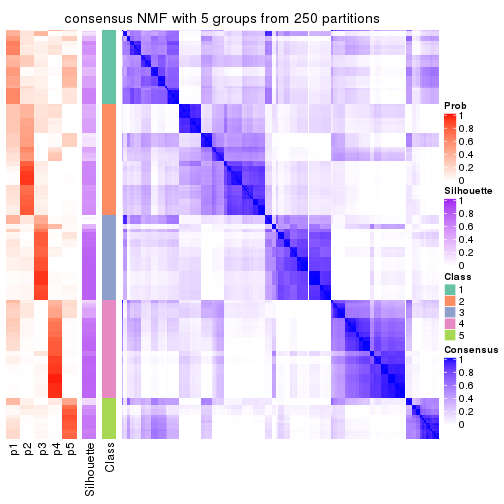 consensus NMF with 5 groups from 250 partitions
Prob
1
0.8
0.6
0.4
0.2
0
Silhouette
1
0.8
0.6
0.4
0.2
0
Class
1
2
3
4
5
Consensus
1
0.8
0.6
0.4
0.2
0
p1
p2
p3
p4
p5
Silhouette
Class